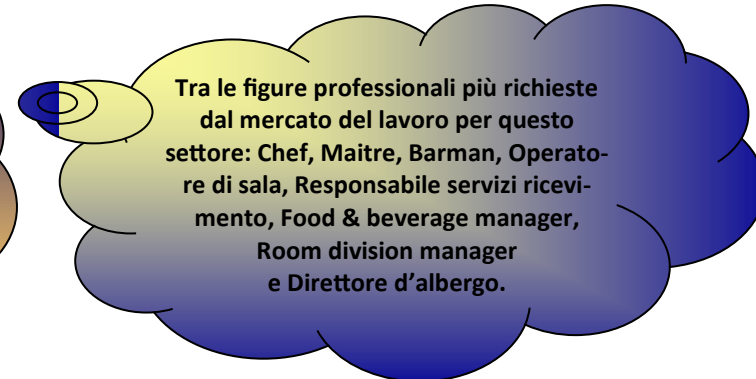 Tra le figure professionali più richieste
dal mercato del lavoro per questo
settore: Chef, Maitre, Barman, Operato-
re di sala, Responsabile servizi ricevi-
mento, Food & beverage manager,
Room division manager
e Direttore d’albergo.